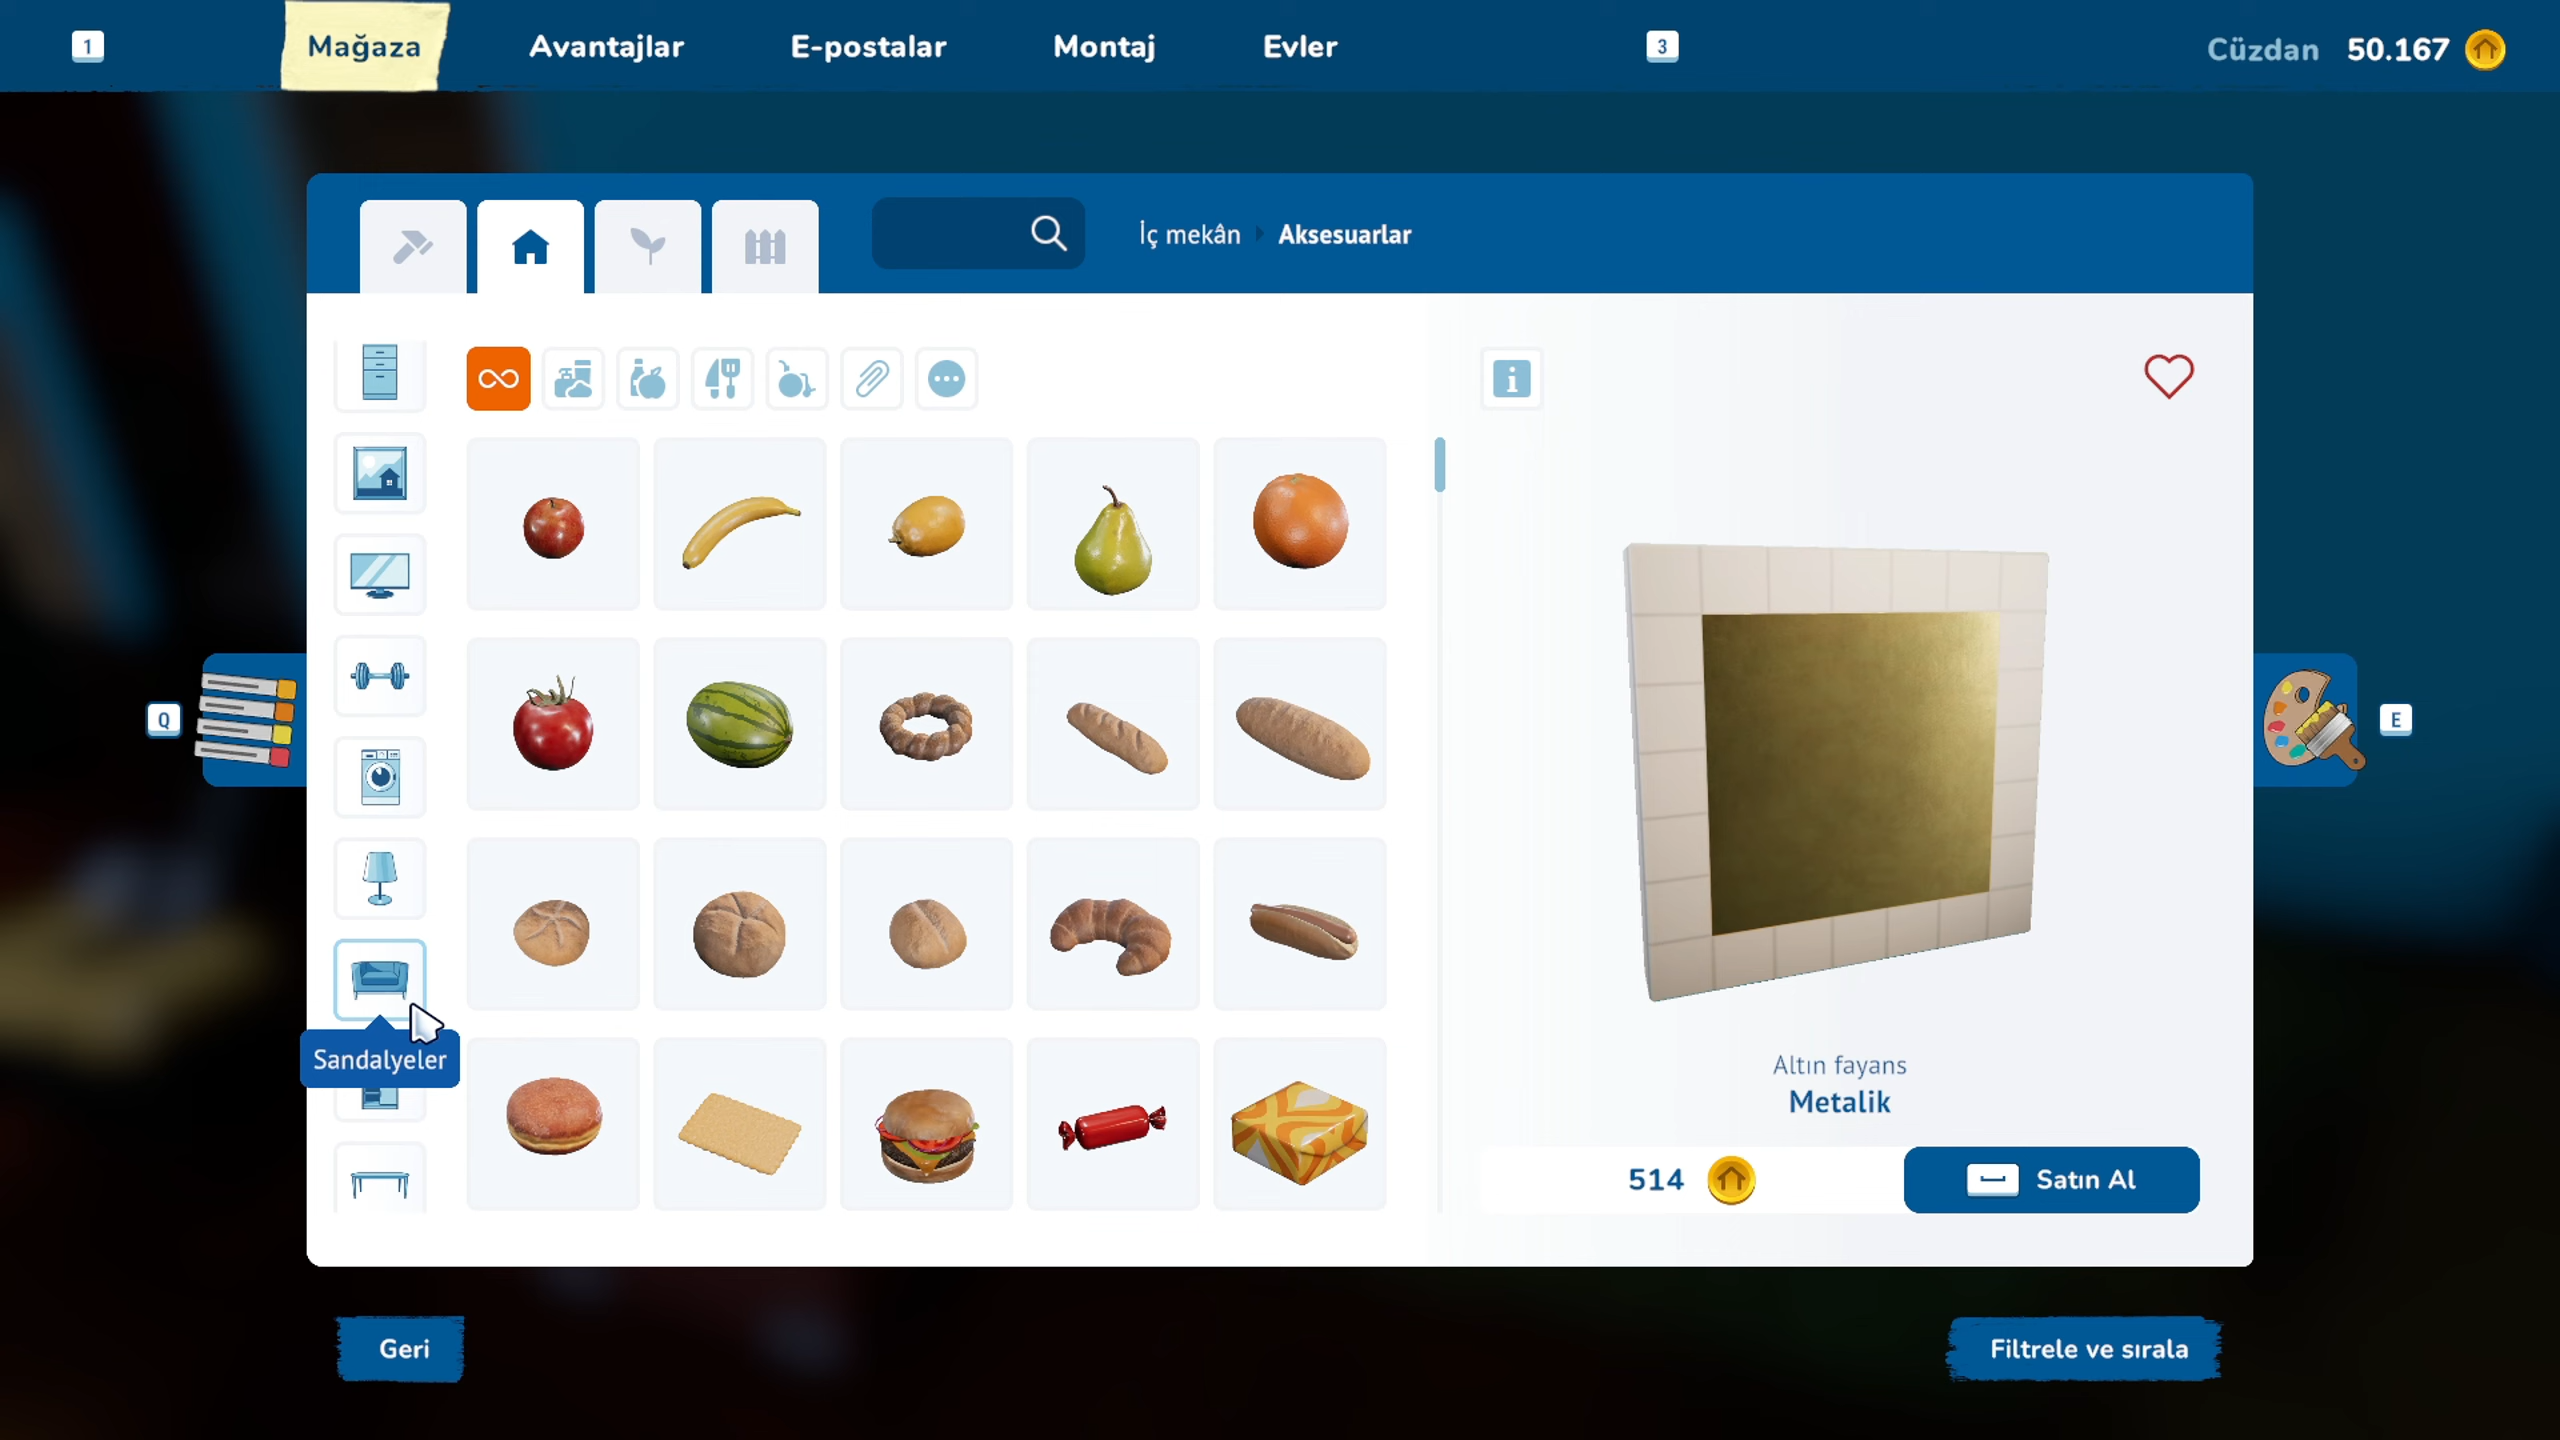 1
Mağaza
Avantajlar
E-postalar
Montaj
Evler
3
Cüzdan 50.167
İç mekân
Aksesuarlar
i
Q
E
Sandalyeler
Altın fayans
Metalik
514
Satın Al
Geri
Filtrele ve sırala